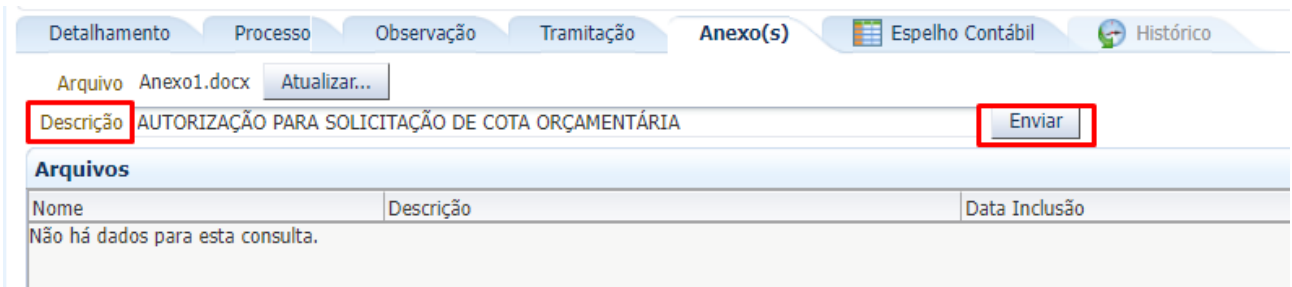 Detalhamento Processo Observação Tramitação Anexo(s) Espelho Contábil Histórico
Arquivo Anexo1.docx Atualizar...
Descrição AUTORIZAÇÃO PARA SOLICITAÇÃO DE COTA ORÇAMENTÁRIA Enviar
Arquivos
Nome Descrição Data Inclusão
Não há dados para esta consulta.